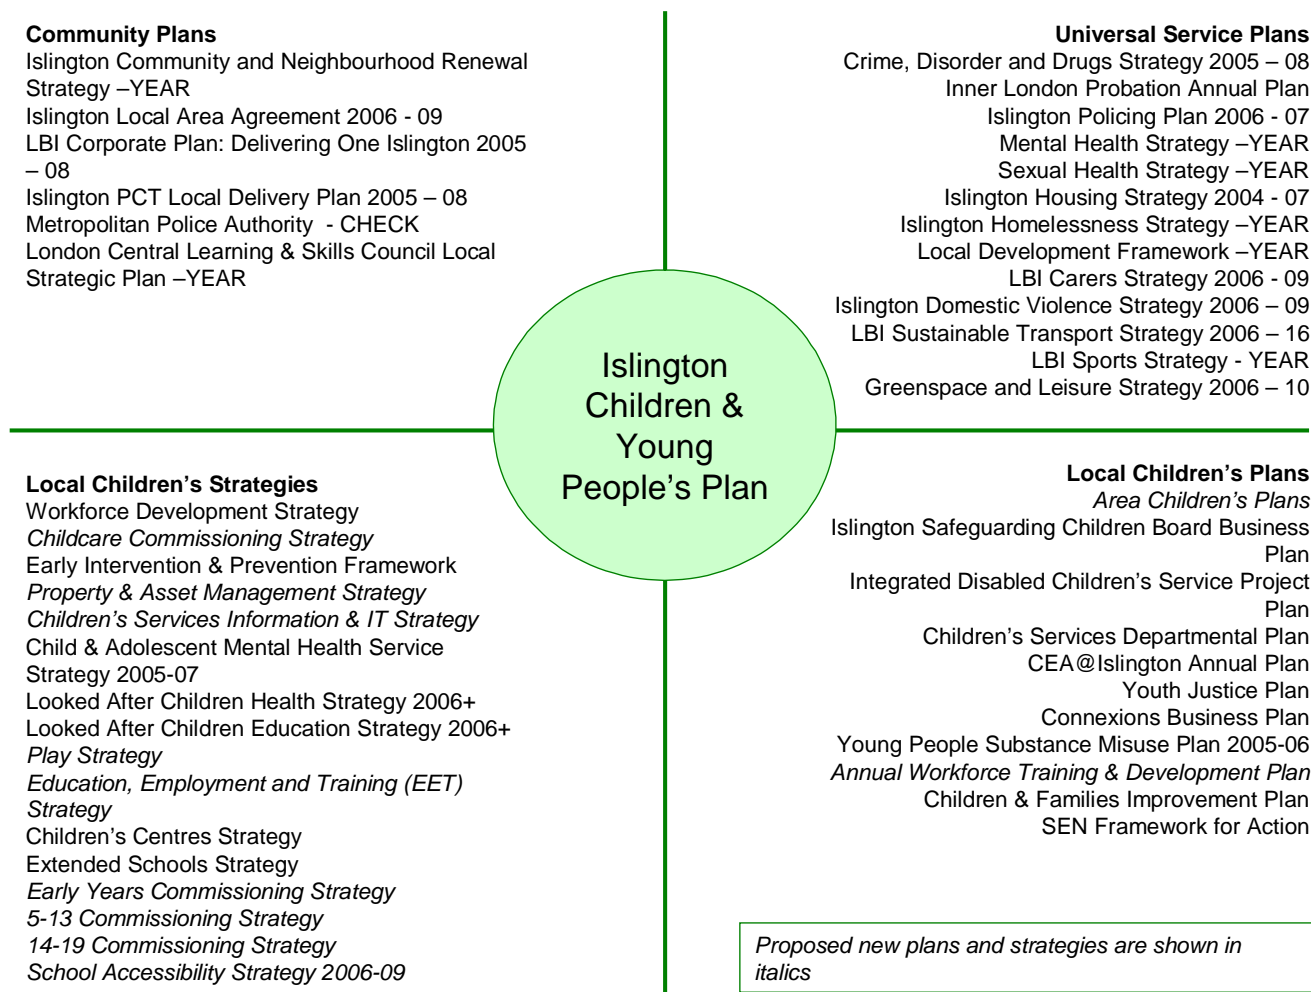 Community Plans
Islington Community and Neighbourhood Renewal
Strategy –YEAR
Islington Local Area Agreement 2006 - 09
LBI Corporate Plan: Delivering One Islington 2005
– 08
Islington PCT Local Delivery Plan 2005 – 08
Metropolitan Police Authority  - CHECK
London Central Learning & Skills Council Local
Strategic Plan –YEAR
Universal Service Plans
Crime, Disorder and Drugs Strategy 2005 – 08
Inner London Probation Annual Plan
Islington Policing Plan 2006 - 07
Mental Health Strategy –YEAR
Sexual Health Strategy –YEAR
Islington Housing Strategy 2004 - 07
Islington Homelessness Strategy –YEAR
Local Development Framework –YEAR
LBI Carers Strategy 2006 - 09
Islington Domestic Violence Strategy 2006 – 09
LBI Sustainable Transport Strategy 2006 – 16
LBI Sports Strategy - YEAR
Greenspace and Leisure Strategy 2006 – 10
Islington
Children &
Young
People's Plan
Local Children's Strategies
Workforce Development Strategy
Childcare Commissioning Strategy
Early Intervention & Prevention Framework
Property & Asset Management Strategy
Children's Services Information & IT Strategy
Child & Adolescent Mental Health Service
Strategy 2005-07
Looked After Children Health Strategy 2006+
Looked After Children Education Strategy 2006+
Play Strategy
Education, Employment and Training (EET)
Strategy
Children's Centres Strategy
Extended Schools Strategy
Early Years Commissioning Strategy
5-13 Commissioning Strategy
14-19 Commissioning Strategy
School Accessibility Strategy 2006-09
Local Children's Plans
Area Children's Plans
Islington Safeguarding Children Board Business
Plan
Integrated Disabled Children's Service Project
Plan
Children's Services Departmental Plan
CEA@Islington Annual Plan
Youth Justice Plan
Connexions Business Plan
Young People Substance Misuse Plan 2005-06
Annual Workforce Training & Development Plan
Children & Families Improvement Plan
SEN Framework for Action
Proposed new plans and strategies are shown in
italics